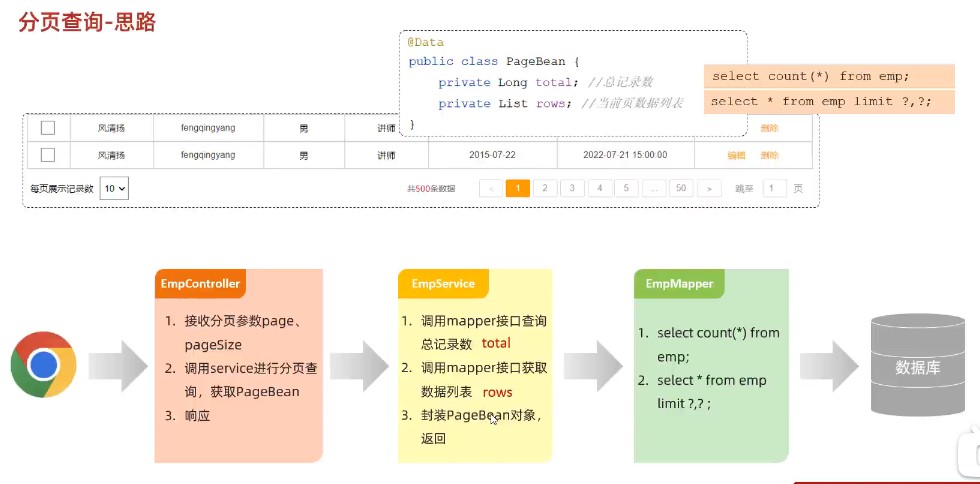 分页查询-思路
@Data
public class PageBean {
private Long total; //总记录数
private List rows; //当前页数据列表
}
select count(*) from emp;
select * from emp limit ?,?;
风清扬 fengqingyang 男 讲师 删除
风清扬 fengqingyang 男 讲师 2015-07-22 2022-07-21 15:00:00 编辑 删除
每页展示记录数 10 共500条数据 < 1 2 3 4 5 ... 50 > 跳至 1 页
EmpController
1. 接收分页参数page、
pageSize
2. 调用service进行分页查
询，获取PageBean
3. 响应
EmpService
1. 调用mapper接口查询
总记录数 total
2. 调用mapper接口获取
数据列表 rows
3. 封装PageBean对象，
返回
EmpMapper
1. select count(*) from
emp;
2. select * from emp
limit ?,? ;
数据库